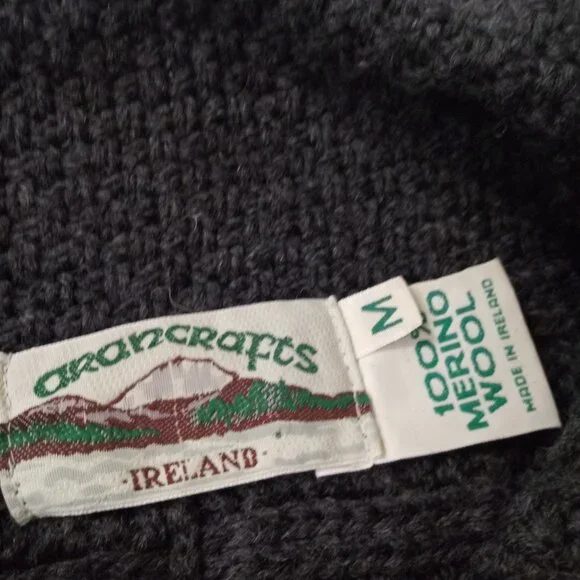 aRanCRafts
·IRELAND·
M
100%
MERINO
WOOL
MADE IN IRELAND